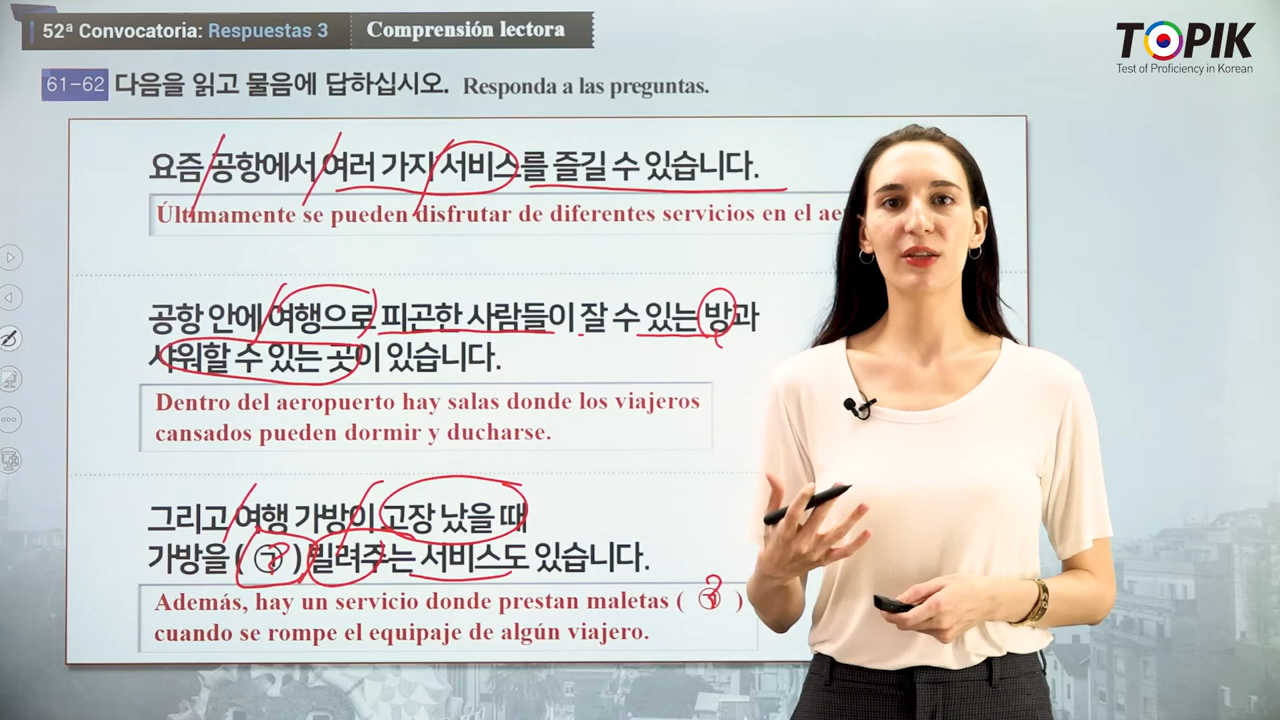 52ª Convocatoria: Respuestas 3
Comprensión lectora
TOPIK
Test of Proficiency in Korean
61-62 다음을 읽고 물음에 답하십시오. Responda a las preguntas.
요즘 공항에서 여러 가지 서비스를 즐길 수 있습니다.
Últimamente se pueden disfrutar de diferentes servicios en el
공항 안에 여행으로 피곤한 사람들이 잘 수 있는 방과
샤워할 수 있는 곳이 있습니다.
Dentro del aeropuerto hay salas donde los viajeros
cansados pueden dormir y ducharse.
그리고 여행 가방이 고장 났을 때
가방을 ( ㉠ ) 빌려주는 서비스도 있습니다.
Además, hay un servicio donde prestan maletas ( ㉠ )
cuando se rompe el equipaje de algún viajero.